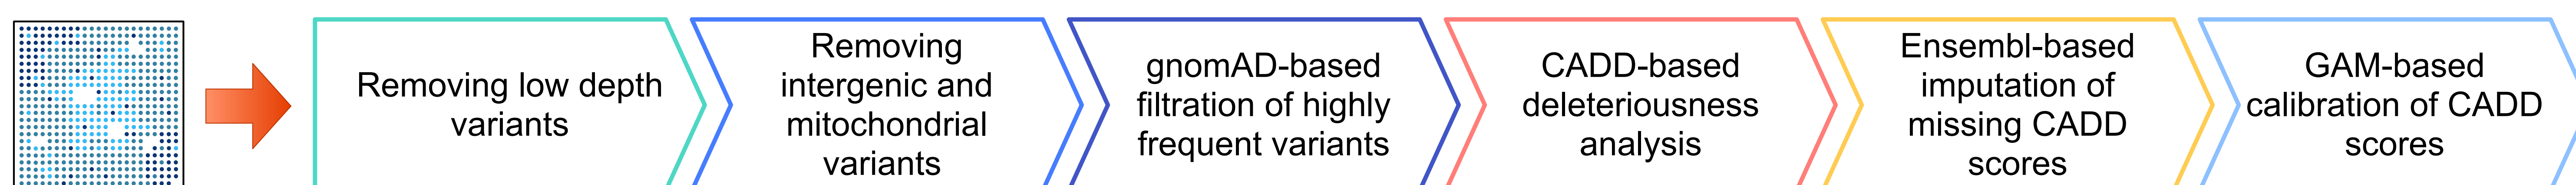 Removing low depth
variants
Removing
intergenic and
mitochondrial
variants
gnomAD-based
filtration of highly
frequent variants
CADD-based
deleteriousness
analysis
Ensembl-based
imputation of
missing CADD
scores
GAM-based
calibration of CADD
scores